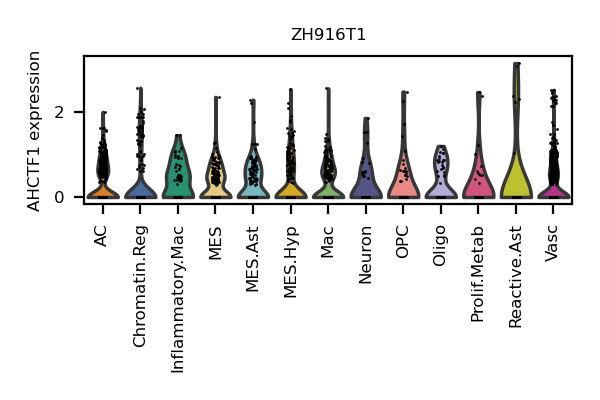 ZH916T1
AHCTF1 expression
2
0
AC
Chromatin.Reg
Inflammatory.Mac
MES
MES.Ast
MES.Hyp
Mac
Neuron
OPC
Oligo
Prolif.Metab
Reactive.Ast
Vasc